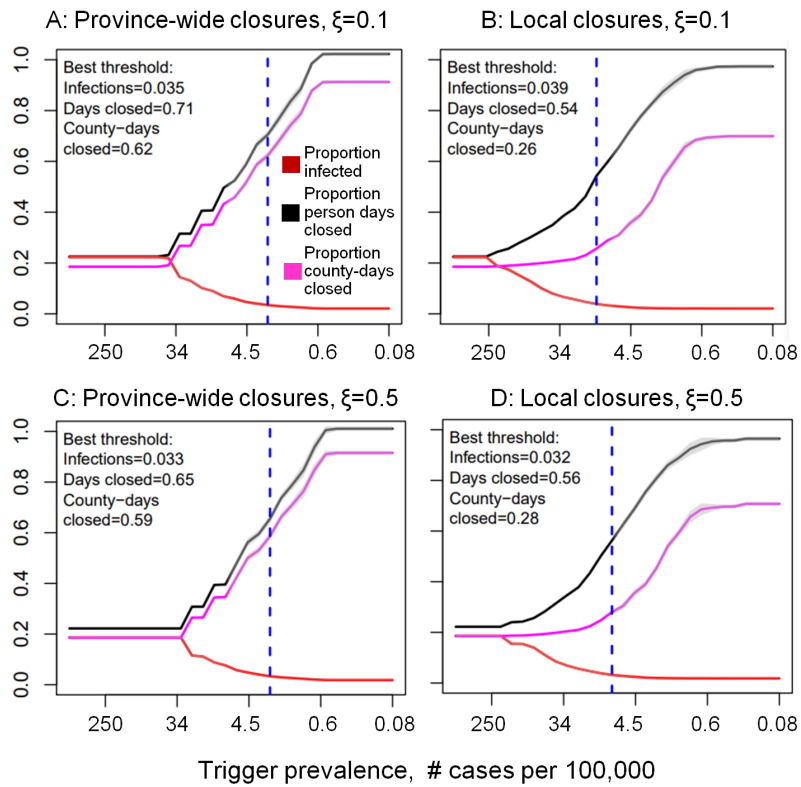 A: Province-wide closures, ξ=0.1
Best threshold:
Infections=0.035
Days closed=0.71
County−days
closed=0.62
Proportion
infected
Proportion
person days
closed
Proportion
county-days
closed
0.0 0.2 0.4 0.6 0.8 1.0
250 34 4.5 0.6 0.08
B: Local closures, ξ=0.1
Best threshold:
Infections=0.039
Days closed=0.54
County−days
closed=0.26
250 34 4.5 0.6 0.08
C: Province-wide closures, ξ=0.5
Best threshold:
Infections=0.033
Days closed=0.65
County−days
closed=0.59
0.0 0.2 0.4 0.6 0.8 1.0
250 34 4.5 0.6 0.08
D: Local closures, ξ=0.5
Best threshold:
Infections=0.032
Days closed=0.56
County−days
closed=0.28
250 34 4.5 0.6 0.08
Trigger prevalence, # cases per 100,000